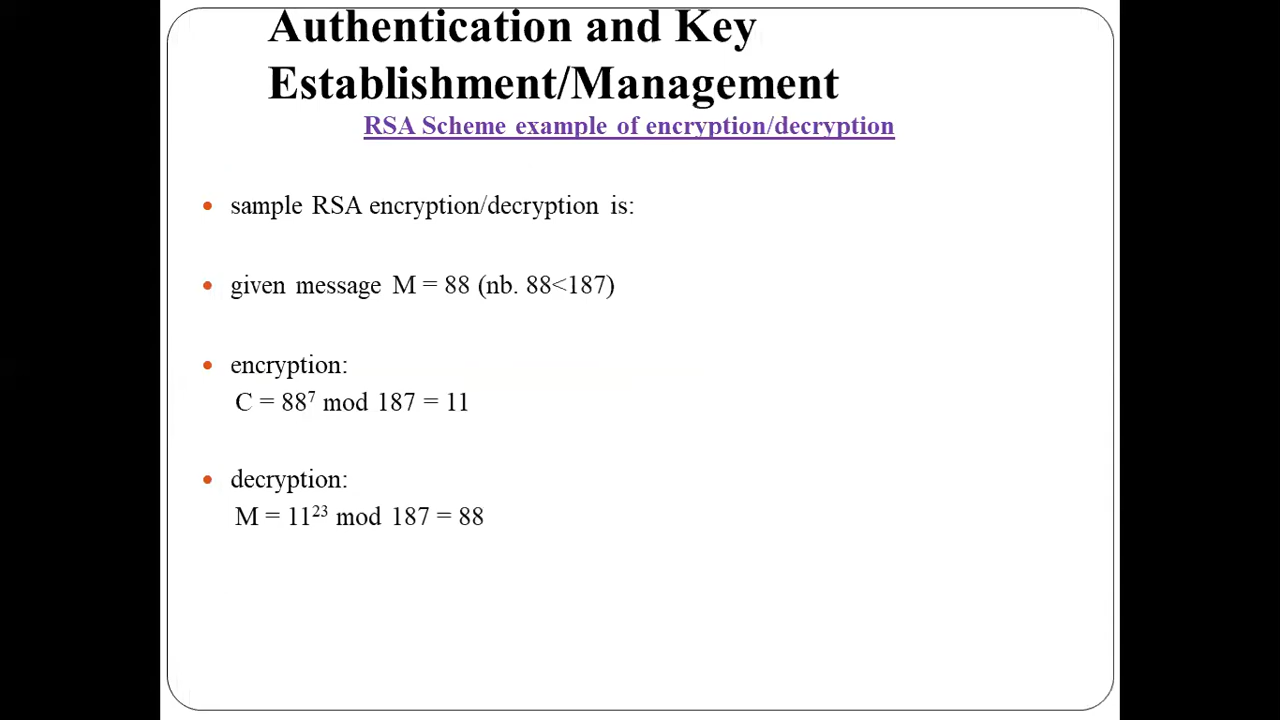 Authentication and Key
Establishment/Management
RSA Scheme example of encryption/decryption
• sample RSA encryption/decryption is:
• given message M = 88 (nb. 88<187)
• encryption:
C = 88⁷ mod 187 = 11
• decryption:
M = 11²³ mod 187 = 88